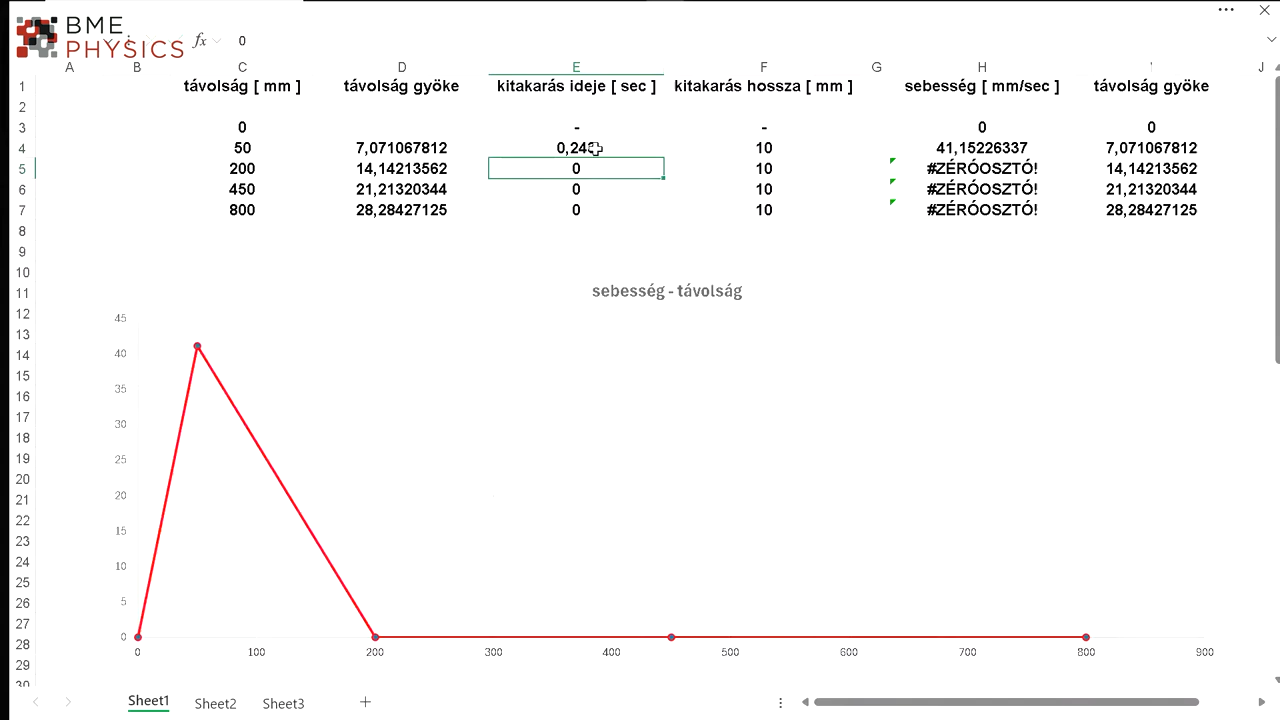 BME
PHYSICS
fx 0
A B C D E F G H I J
1 távolság [ mm ] távolság gyöke kitakarás ideje [ sec ] kitakarás hossza [ mm ] sebesség [ mm/sec ] távolság gyöke
2
3 0 - - 0 0
4 50 7,071067812 10 41,15226337 7,071067812
5 200 14,14213562 0 10 #ZÉRÓOSZTÓ! 14,14213562
6 450 21,21320344 0 10 #ZÉRÓOSZTÓ! 21,21320344
7 800 28,28427125 0 10 #ZÉRÓOSZTÓ! 28,28427125
8
9
10
11
12
13
14
15
16
17
18
19
20
21
22
23
24
25
26
27
28
29
30
sebesség - távolság
45
40
35
30
25
20
15
10
5
0
0 100 200 300 400 500 600 700 800 900
Sheet1 Sheet2 Sheet3